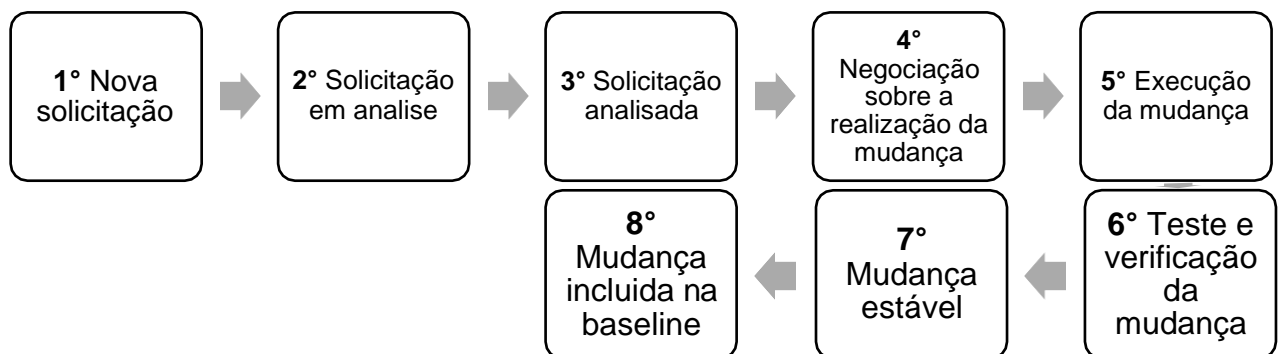 1° Nova
solicitação
2° Solicitação
em analise
3° Solicitação
analisada
4°
Negociação
sobre a
realização da
mudança
5° Execução
da mudança
6° Teste e
verificação
da
mudança
7°
Mudança
estável
8°
Mudança
incluida na
baseline